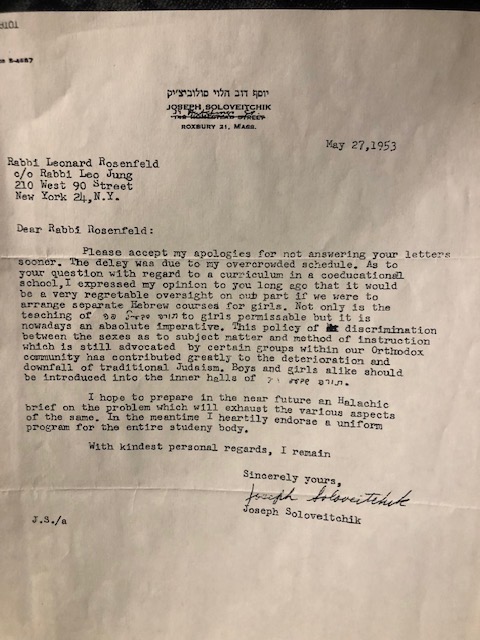 יוסף דוב הלוי סולוביצ'יק
JOSEPH SOLOVEITCHIK
ROXBURY 21, MASS.
May 27,1953
Rabbi Leonard Rosenfeld
c/o Rabbi Leo Jung
210 West 90 Street
New York 24,N.Y.
Dear Rabbi Rosenfeld:
Please accept my apologies for not answering your letters
sooner. The delay was due to my overcrowded schedule. As to
your question with regard to a curriculum in a coeducational
school,I expressed my opinion to you long ago that it would
be a very regrettable oversight on our part if we were to
arrange separate Hebrew courses for girls. Not only is the
teaching of תורה שבעל פה to girls permissable but it is
nowadays an absolute imperative. This policy of discrimination
between the sexes as to subject matter and method of instruction
which is still advocated by certain groups within our Orthodox
community has contributed greatly to the deterioration and
downfall of traditional Judaism. Boys and girls alike should
be introduced into the inner halls of תורה שבעל פה.
I hope to prepare in the near future an Halachic
brief on the problem which will exhaust the various aspects
of the same. In the meantime I heartily endorse a uniform
program for the entire studeny body.
With kindest personal regards, I remain
Sincerely yours,
Joseph Soloveitchik
Joseph Soloveitchik
J.S./a